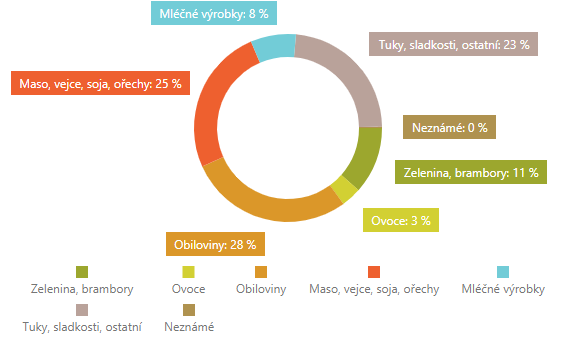 Mléčné výrobky: 8 %
Tuky, sladkosti, ostatní: 23 %
Maso, vejce, soja, ořechy: 25 %
Neznámé: 0 %
Zelenina, brambory: 11 %
Ovoce: 3 %
Obiloviny: 28 %
Zelenina, brambory Ovoce Obiloviny Maso, vejce, soja, ořechy Mléčné výrobky
Tuky, sladkosti, ostatní Neznámé